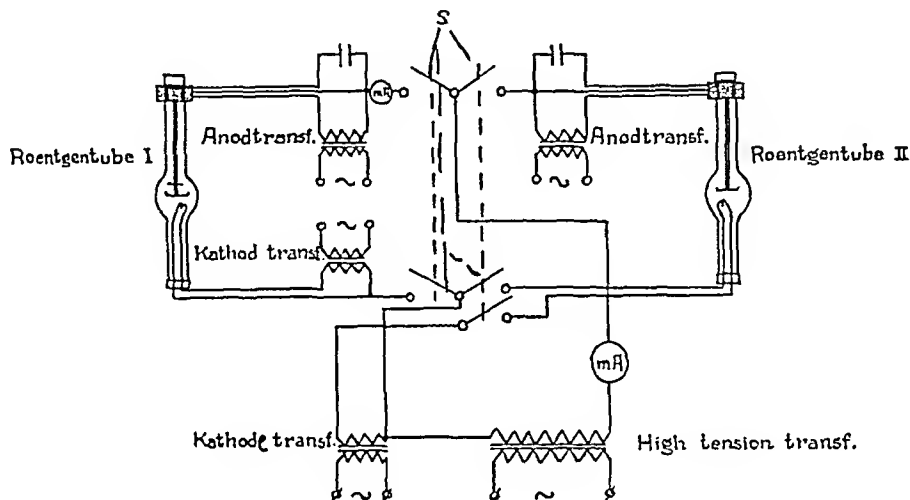 S
mA
Anodtransf.
Anodtransf.
Roentgentube I
Roentgentube II
~
~
~
Kathod transf.
mA
Kathode transf.
High tension transf.
~
~